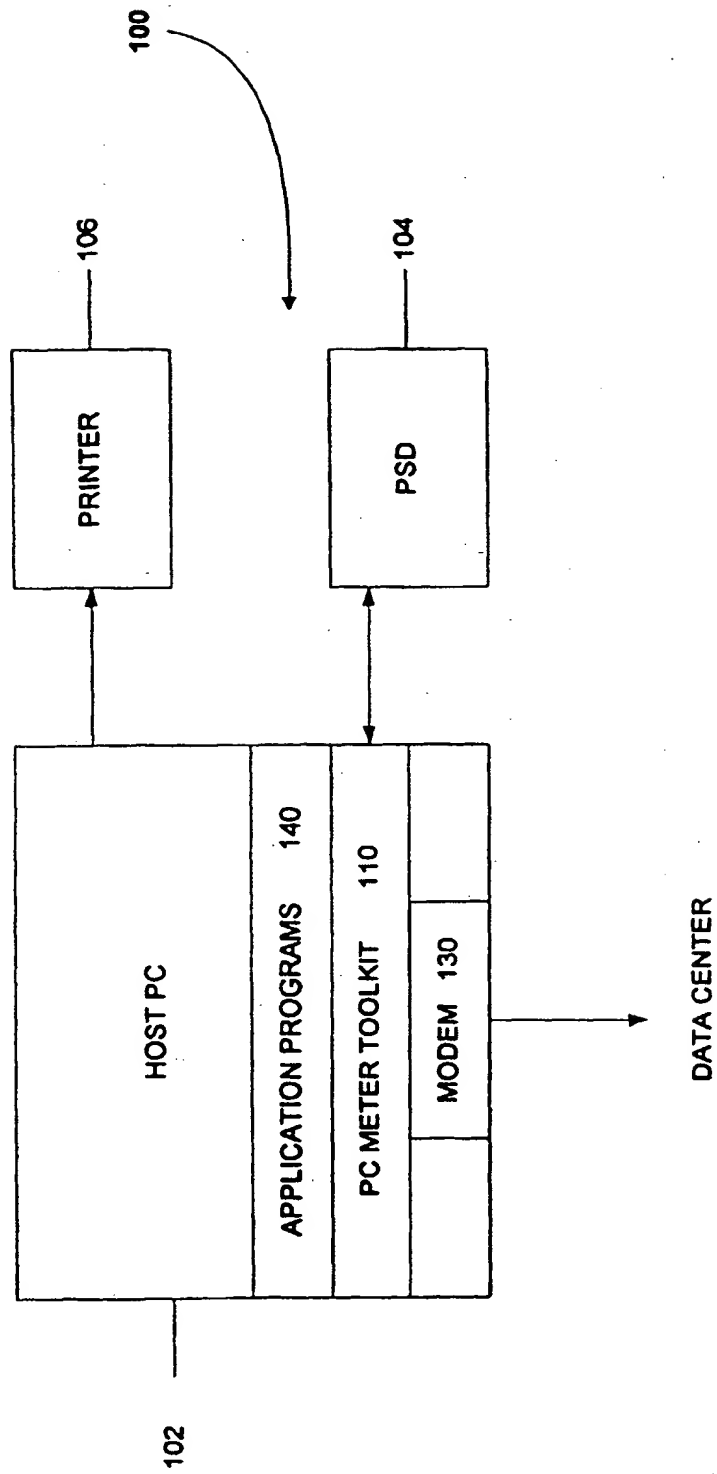 100
106
PRINTER
104
PSD
HOST PC
APPLICATION PROGRAMS 140
PC METER TOOLKIT 110
MODEM 130
102
DATA CENTER